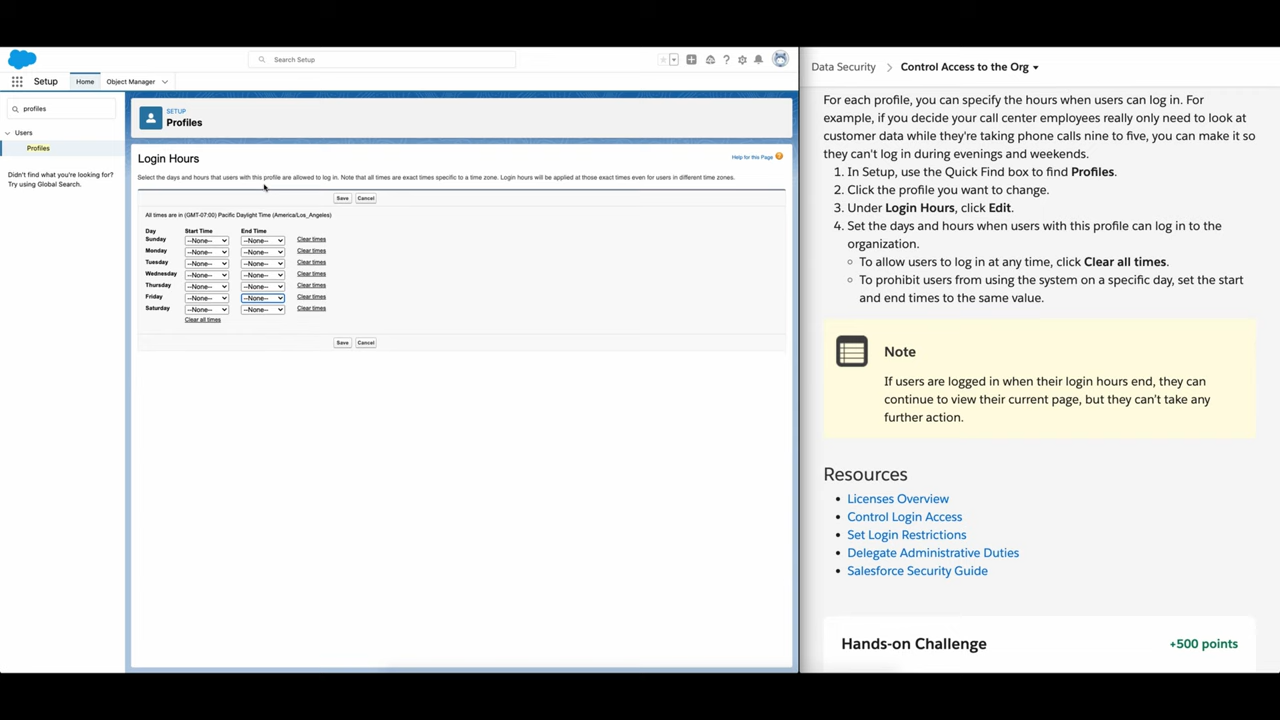 Search Setup
Setup
Home
Object Manager
profiles
Users
Profiles
Didn't find what you're looking for?
Try using Global Search.
SETUP
Profiles
Login Hours
Help for this Page
Select the days and hours that users with this profile are allowed to log in. Note that all times are exact times specific to a time zone. Login hours will be applied at those exact times even for users in different time zones.
Save Cancel
All times are in (GMT-07:00) Pacific Daylight Time (America/Los_Angeles)
Day Start Time End Time
Sunday --None-- --None-- Clear times
Monday --None-- --None-- Clear times
Tuesday --None-- --None-- Clear times
Wednesday --None-- --None-- Clear times
Thursday --None-- --None-- Clear times
Friday --None-- --None-- Clear times
Saturday --None-- --None-- Clear times
Clear all times
Save Cancel
Data Security > Control Access to the Org
For each profile, you can specify the hours when users can log in. For
example, if you decide your call center employees really only need to look at
customer data while they're taking phone calls nine to five, you can make it so
they can't log in during evenings and weekends.
1. In Setup, use the Quick Find box to find Profiles.
2. Click the profile you want to change.
3. Under Login Hours, click Edit.
4. Set the days and hours when users with this profile can log in to the
organization.
To allow users to log in at any time, click Clear all times.
To prohibit users from using the system on a specific day, set the start
and end times to the same value.
Note
If users are logged in when their login hours end, they can
continue to view their current page, but they can't take any
further action.
Resources
Licenses Overview
Control Login Access
Set Login Restrictions
Delegate Administrative Duties
Salesforce Security Guide
Hands-on Challenge
+500 points